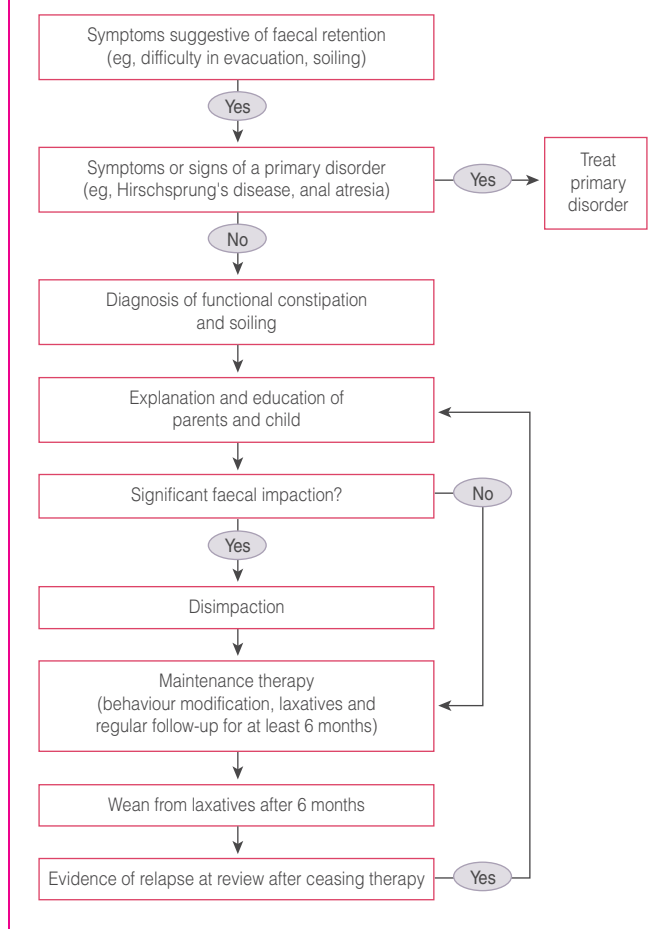 Symptoms suggestive of faecal retention
(eg, difficulty in evacuation, soiling)
Yes
Symptoms or signs of a primary disorder
(eg, Hirschsprung's disease, anal atresia)
Yes
Treat
primary
disorder
No
Diagnosis of functional constipation
and soiling
Explanation and education of
parents and child
Significant faecal impaction?
No
Yes
Disimpaction
Maintenance therapy
(behaviour modification, laxatives and
regular follow-up for at least 6 months)
Wean from laxatives after 6 months
Evidence of relapse at review after ceasing therapy
Yes